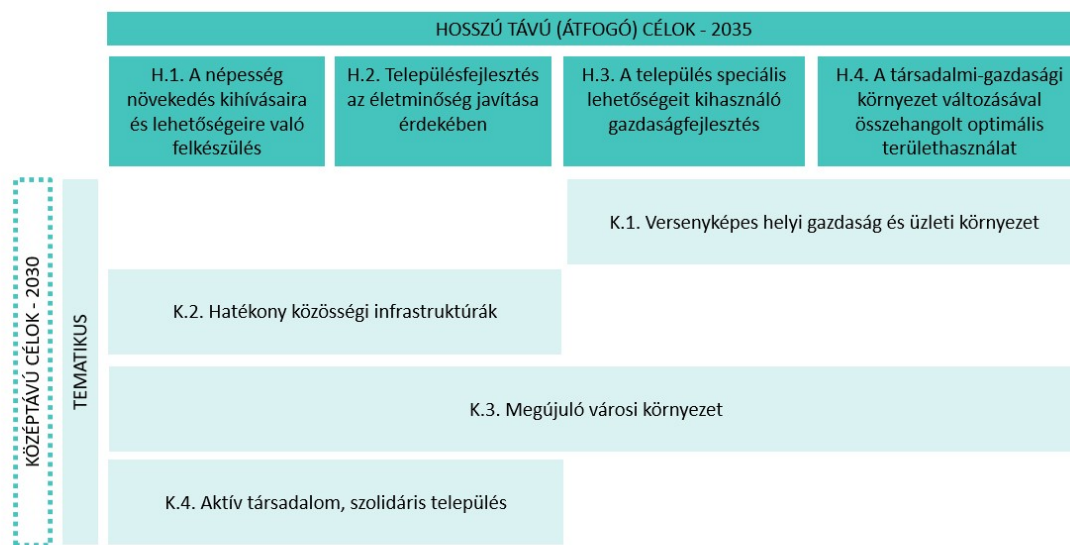 HOSSZÚ TÁVÚ (ÁTFOGÓ) CÉLOK - 2035
H.1. A népesség
növekedés kihívásaira
és lehetőségeire való
felkészülés
H.2. Településfejlesztés
az életminőség javítása
érdekében
H.3. A település speciális
lehetőségeit kihasználó
gazdaságfejlesztés
H.4. A társadalmi-gazdasági
környezet változásával
összehangolt optimális
területhasználat
KÖZÉPTÁVÚ CÉLOK - 2030
TEMATIKUS
K.1. Versenyképes helyi gazdaság és üzleti környezet
K.2. Hatékony közösségi infrastruktúrák
K.3. Megújuló városi környezet
K.4. Aktív társadalom, szolidáris település